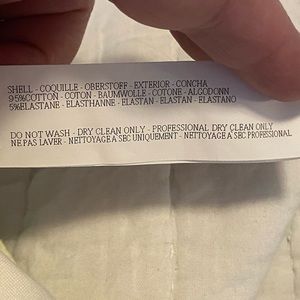 SHELL - COQUILLE - OBERSTOFF - EXTERIOR - CONCHA
95%COTTON - COTON - BAUMWOLLE - COTONE - ALGODONN
5%ELASTANE - ELASTHANNE - ELASTAN - ELASTAN - ELASTANO
DO NOT WASH - DRY CLEAN ONLY - PROFESSIONAL DRY CLEAN ONLY
NE PAS LAVER - NETTOYAGE A SEC UNIQUEMENT - NETTOYAGE A SEC PROFESSIONAL